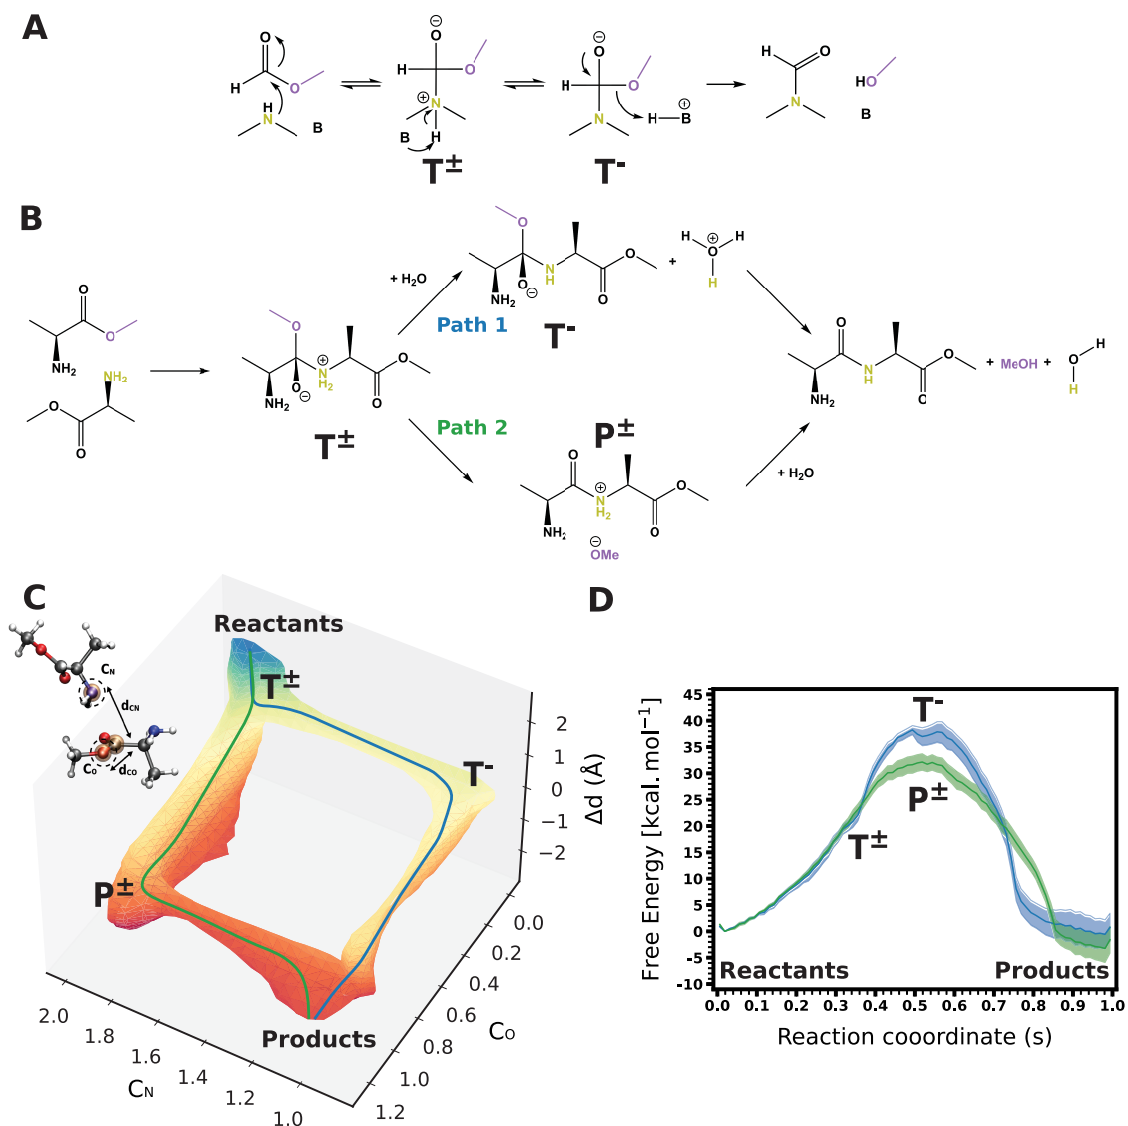 A
O
H
O
H
N
B
⊖
O
H
O
⊕
N
B
H
T±
⊖
O
H
O
N
H
⊕
B
T-
H
O
N
HO
B
B
O
O
NH₂
NH₂
O
O
O
O
⊕
N
H₂
O
⊖
NH₂
O
O
T±
+ H₂O
Path 1
Path 2
O
N
H
O
⊖
NH₂
O
O
T-
+
H
⊕
H
O
H
P±
O
⊕
N
H₂
NH₂
O
O
⊖
OMe
+ H₂O
O
N
H
NH₂
O
O
+ MeOH +
O
H
H
C
Reactants
T±
T-
P±
Products
CN
dCN
CO
dCO
2
1
0
−1
−2
Δd (Å)
0.0
0.2
0.4
0.6
0.8
1.0
1.2
CO
2.0
1.8
1.6
1.4
1.2
1.0
CN
D
45
40
35
30
25
20
15
10
5
0
-5
-10
Free Energy [kcal. mol⁻¹]
T-
P±
T±
Reactants
Products
0.0 0.1 0.2 0.3 0.4 0.5 0.6 0.7 0.8 0.9 1.0
Reaction cooordinate (s)